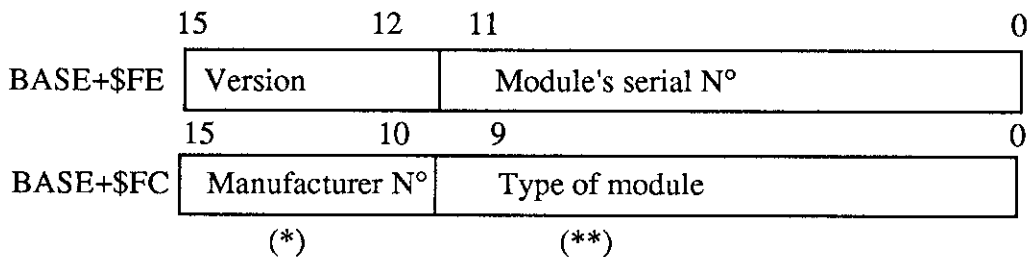 15 12 11 0
BASE+$FE Version Module's serial N°
15 10 9 0
BASE+$FC Manufacturer N° Type of module
(*) (**)